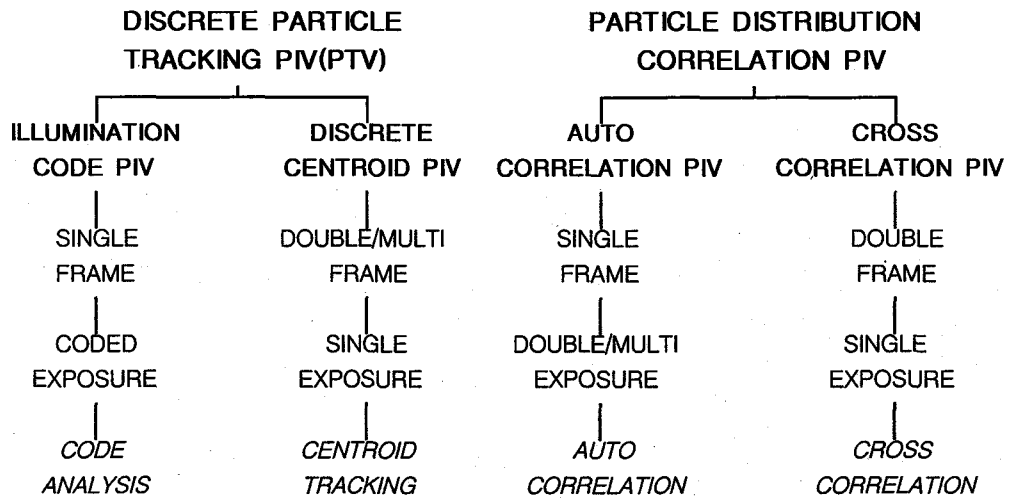 DISCRETE PARTICLE
TRACKING PIV(PTV)
PARTICLE DISTRIBUTION
CORRELATION PIV
ILLUMINATION
CODE PIV
DISCRETE
CENTROID PIV
AUTO
CORRELATION PIV
CROSS
CORRELATION PIV
SINGLE
FRAME
DOUBLE/MULTI
FRAME
SINGLE
FRAME
DOUBLE
FRAME
CODED
EXPOSURE
SINGLE
EXPOSURE
DOUBLE/MULTI
EXPOSURE
SINGLE
EXPOSURE
CODE
ANALYSIS
CENTROID
TRACKING
AUTO
CORRELATION
CROSS
CORRELATION